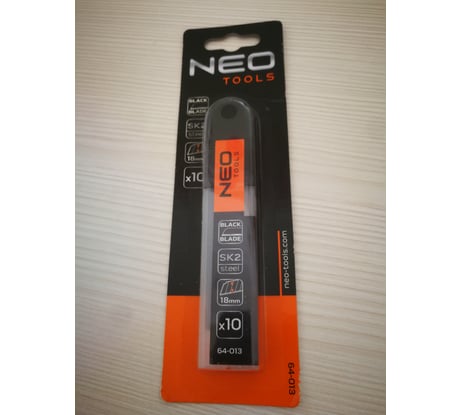 NEO
TOOLS
BLACK
BLADE
SK2
steel
18mm
x10
NEO
TOOLS
BLACK
BLADE
SK2
steel
18mm
x10
64-013
neo-tools.com
64-013